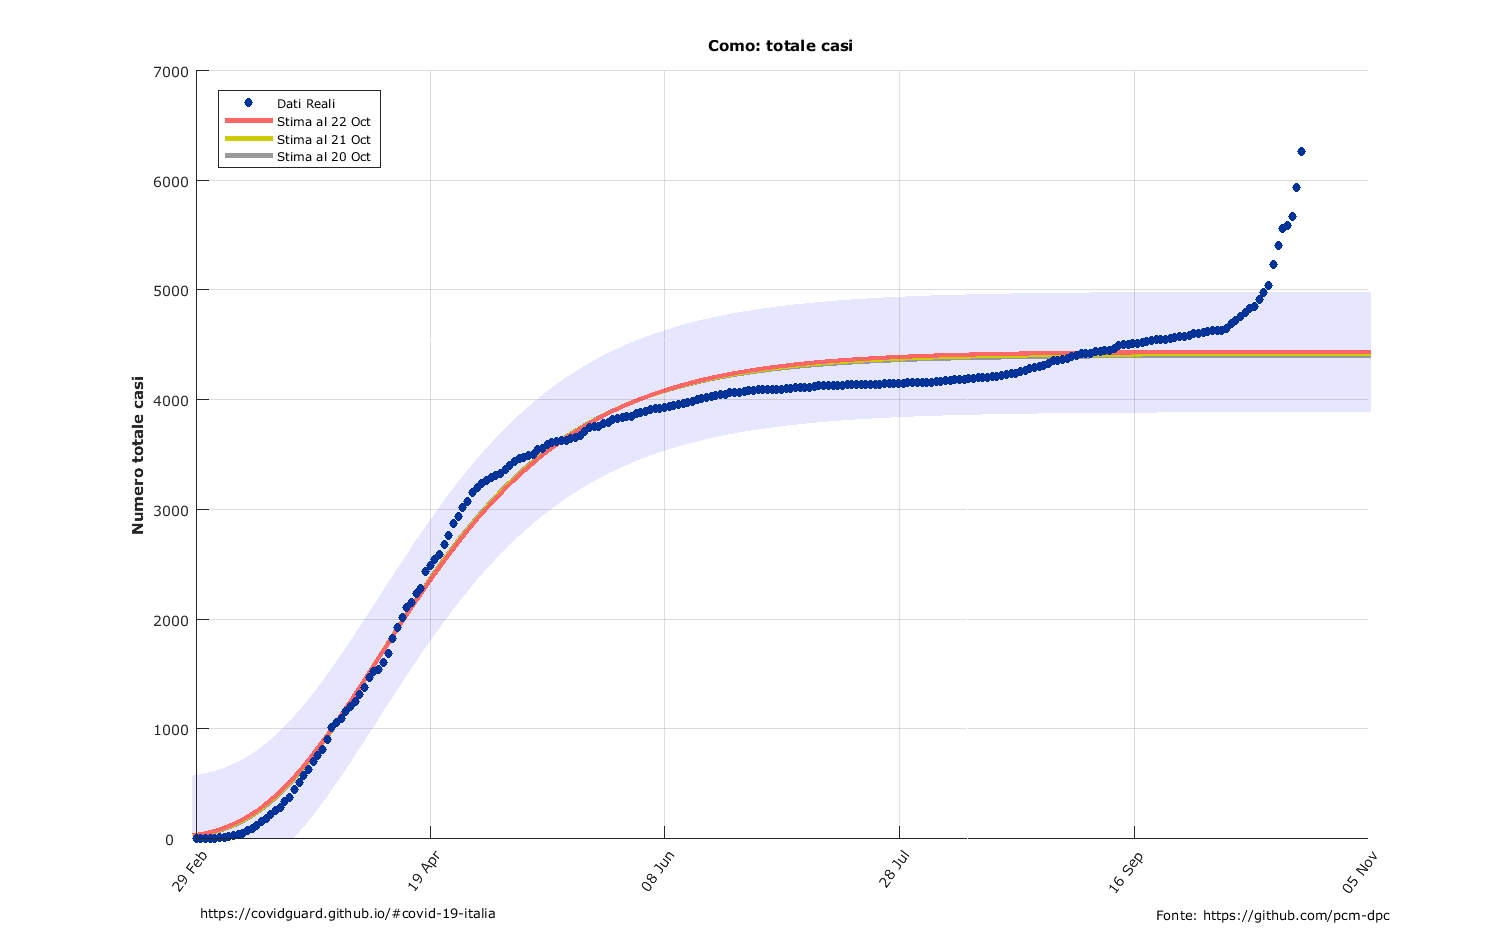 Como: totale casi
7000
6000
5000
4000
3000
2000
1000
0
Numero totale casi
Dati Reali
Stima al 22 Oct
Stima al 21 Oct
Stima al 20 Oct
29 Feb
19 Apr
08 Jun
28 Jul
16 Sep
05 Nov
https://covidguard.github.io/#covid-19-italia
Fonte: https://github.com/pcm-dpc